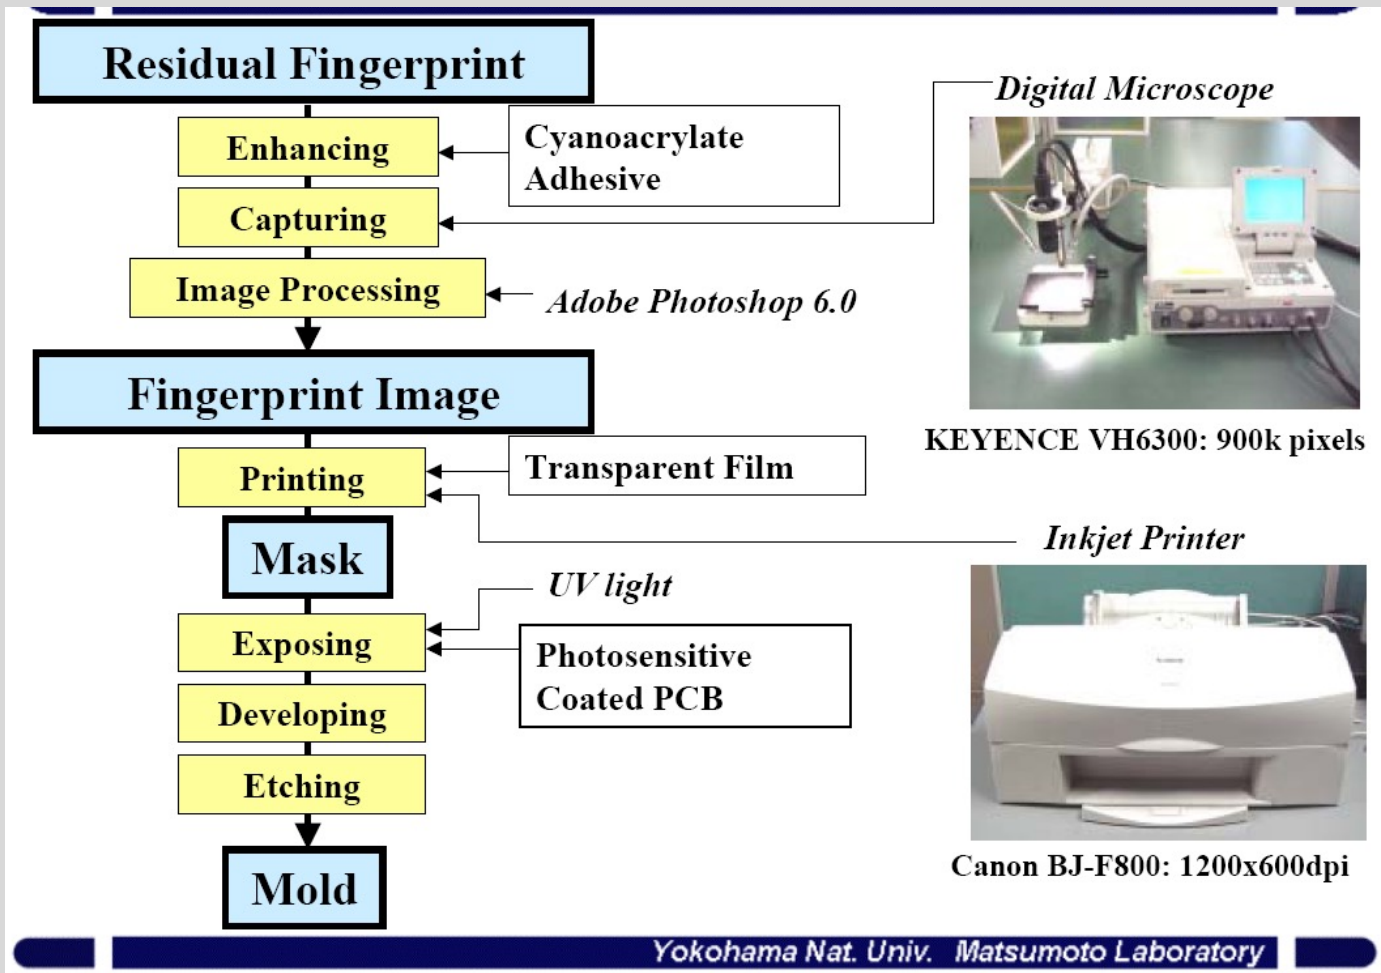 Residual Fingerprint
Enhancing
Cyanoacrylate
Adhesive
Digital Microscope
Capturing
Image Processing
Adobe Photoshop 6.0
Fingerprint Image
KEYENCE VH6300: 900k pixels
Printing
Transparent Film
Mask
Inkjet Printer
UV light
Exposing
Photosensitive
Coated PCB
Developing
Etching
Mold
Canon BJ-F800: 1200x600dpi
Yokohama Nat. Univ. Matsumoto Laboratory